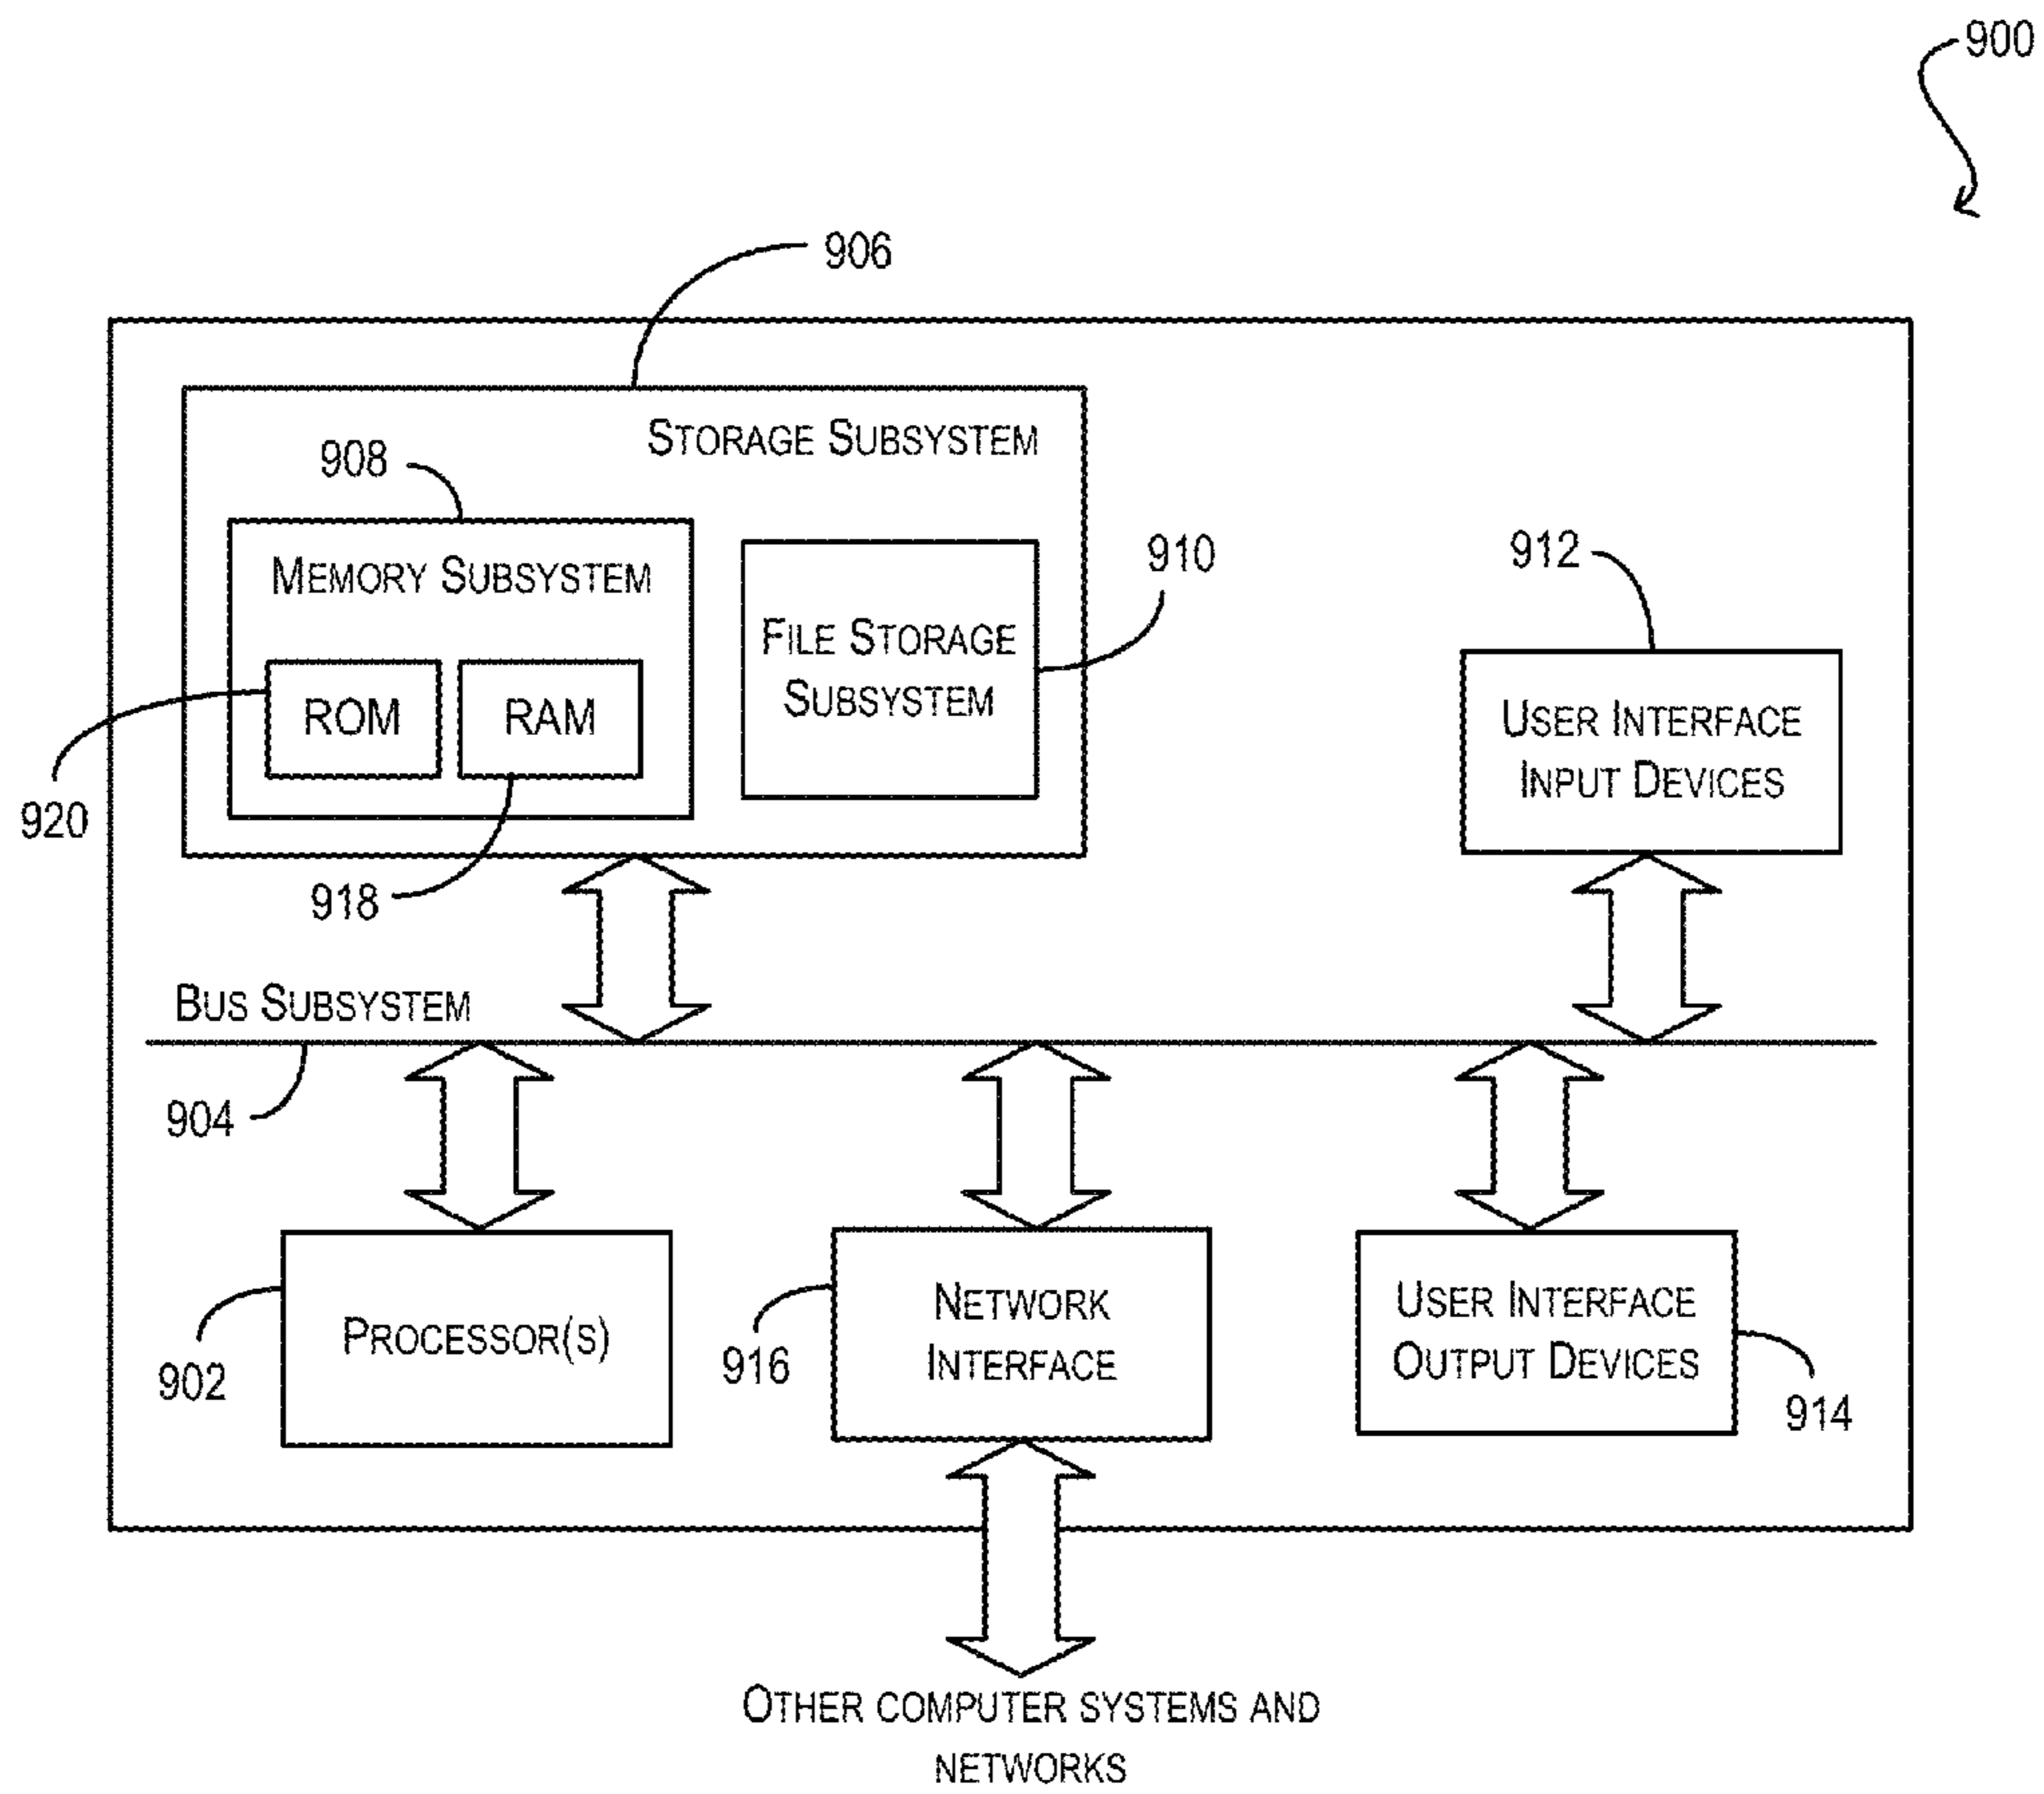 900
906
STORAGE SUBSYSTEM
908
MEMORY SUBSYSTEM
910
912
FILE STORAGE
SUBSYSTEM
ROM
RAM
USER INTERFACE
INPUT DEVICES
920
918
BUS SUBSYSTEM
904
PROCESSOR(S)
902
NETWORK
INTERFACE
916
USER INTERFACE
OUTPUT DEVICES
914
OTHER COMPUTER SYSTEMS AND
NETWORKS